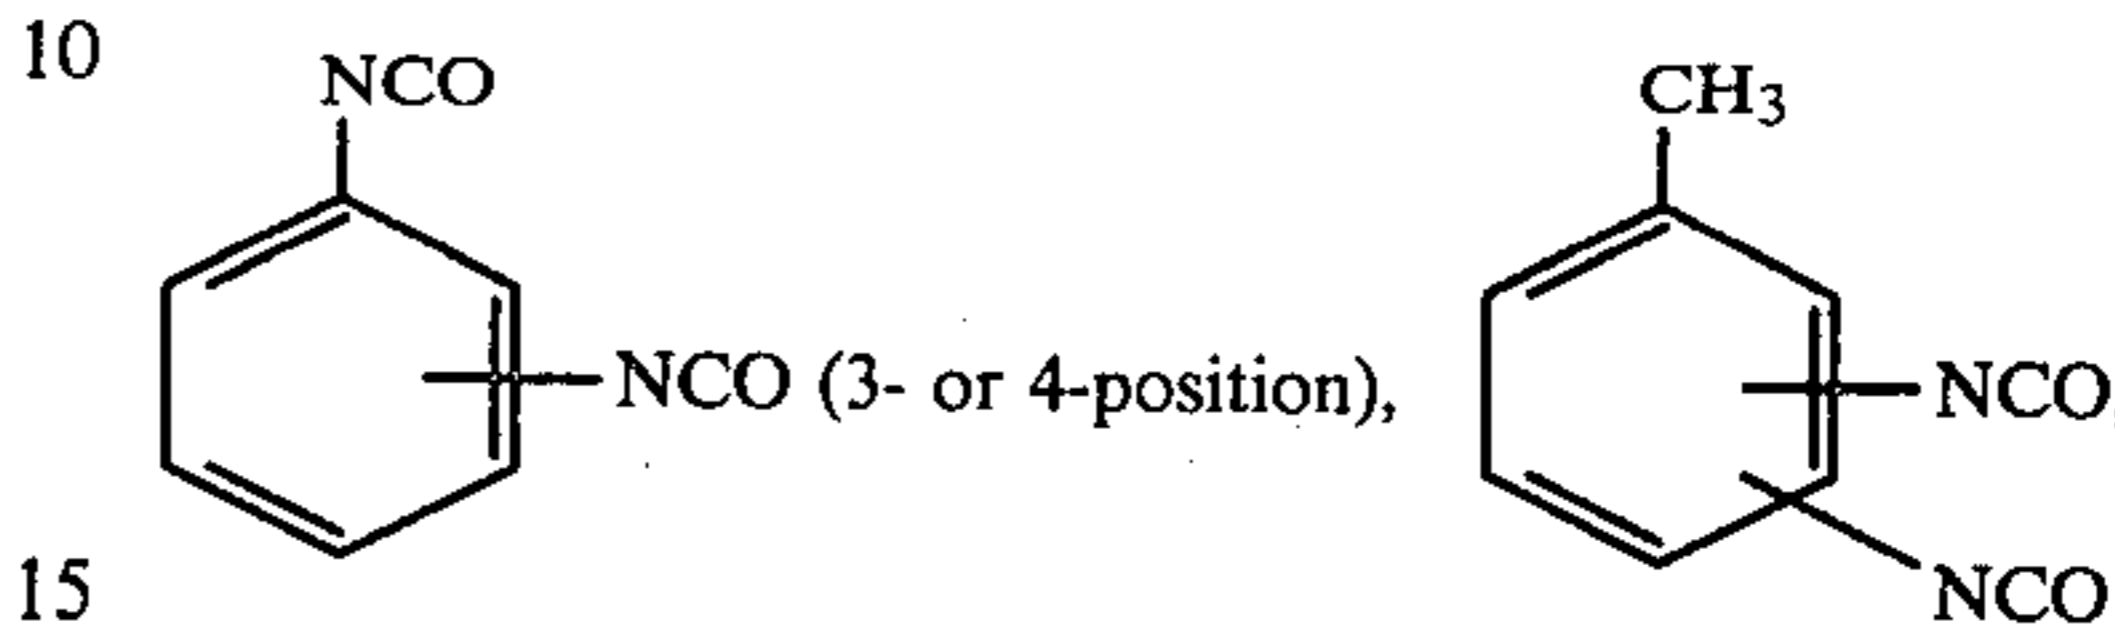 10
NCO
CH3
NCO (3- or 4-position),
NCO,
15
NCO